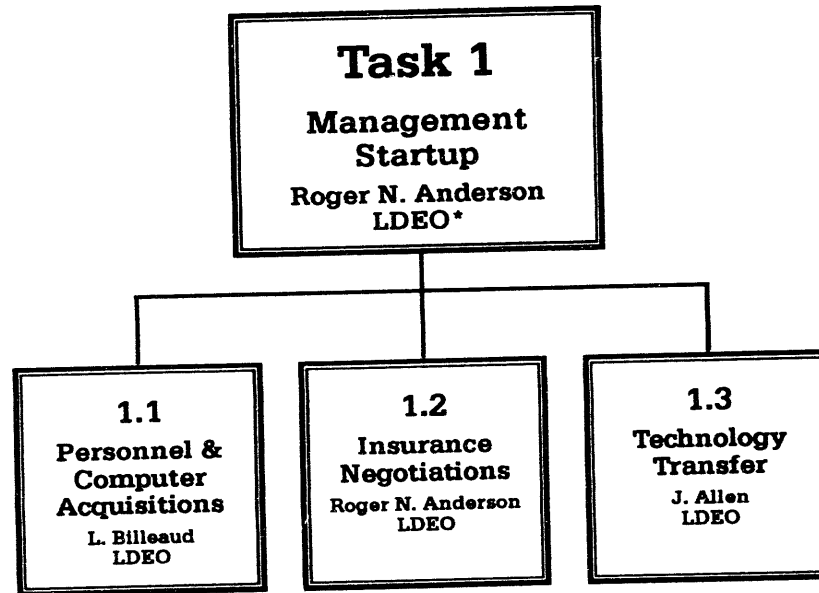 Task 1
Management
Startup
Roger N. Anderson
LDEO*
1.1
Personnel &
Computer
Acquisitions
L. Billeaud
LDEO
1.2
Insurance
Negotiations
Roger N. Anderson
LDEO
1.3
Technology
Transfer
J. Allen
LDEO